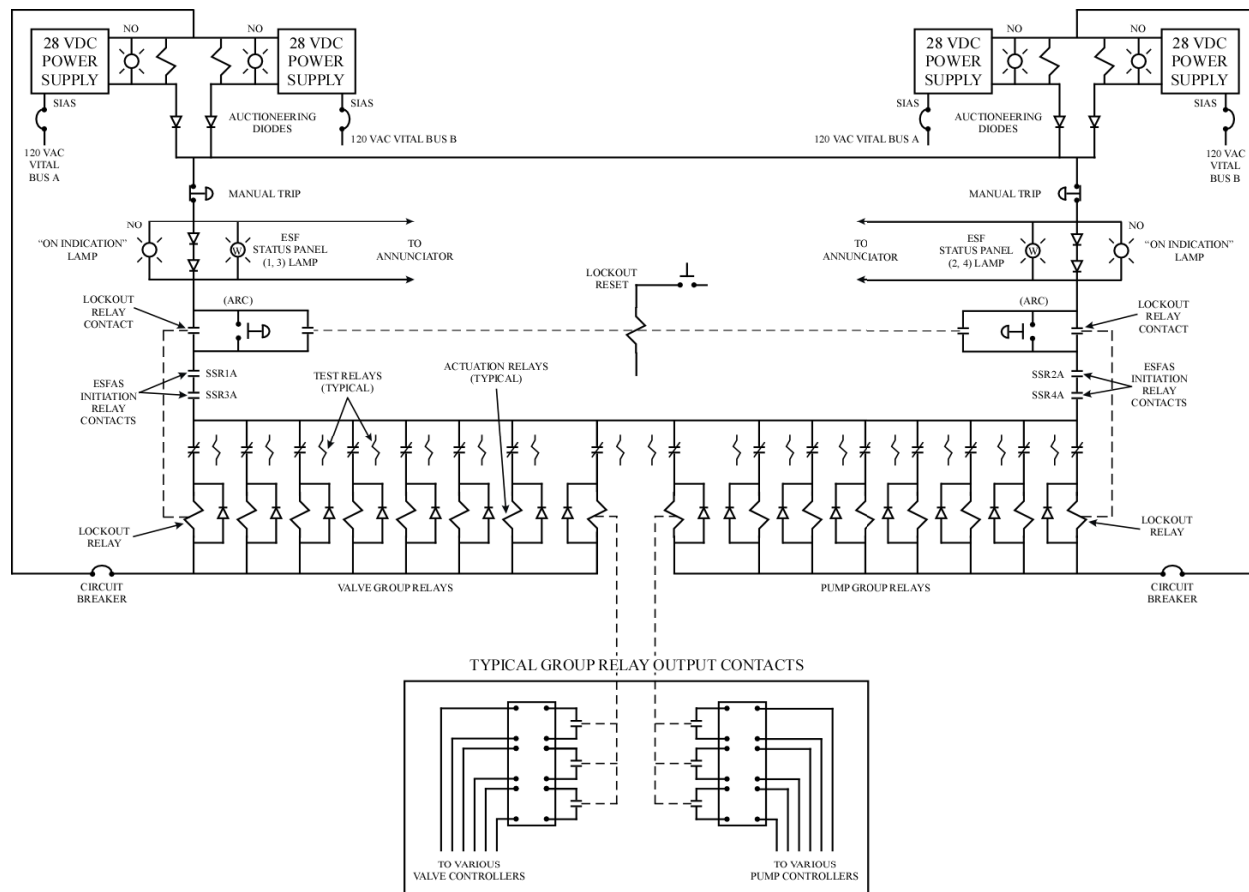 NO
NO
28 VDC
POWER
SUPPLY
28 VDC
POWER
SUPPLY
SIAS
SIAS
AUCTIONEERING
DIODES
120 VAC
VITAL
BUS A
120 VAC VITAL BUS B
NO
NO
28 VDC
POWER
SUPPLY
28 VDC
POWER
SUPPLY
SIAS
SIAS
AUCTIONEERING
DIODES
120 VAC VITAL BUS A
120 VAC
VITAL
BUS B
MANUAL TRIP
MANUAL TRIP
NO
"ON INDICATION"
LAMP
W
ESF
STATUS PANEL
(1, 3) LAMP
TO
ANNUNCIATOR
TO
ANNUNCIATOR
ESF
STATUS PANEL
(2, 4) LAMP
W
NO
"ON INDICATION"
LAMP
LOCKOUT
RESET
LOCKOUT
RELAY
CONTACT
(ARC)
(ARC)
LOCKOUT
RELAY
CONTACT
ESFAS
INITIATION
RELAY
CONTACTS
SSR1A
SSR3A
TEST RELAYS
(TYPICAL)
ACTUATION RELAYS
(TYPICAL)
SSR2A
SSR4A
ESFAS
INITIATION
RELAY
CONTACTS
LOCKOUT
RELAY
LOCKOUT
RELAY
CIRCUIT
BREAKER
VALVE GROUP RELAYS
PUMP GROUP RELAYS
CIRCUIT
BREAKER
TYPICAL GROUP RELAY OUTPUT CONTACTS
TO VARIOUS
VALVE CONTROLLERS
TO VARIOUS
PUMP CONTROLLERS